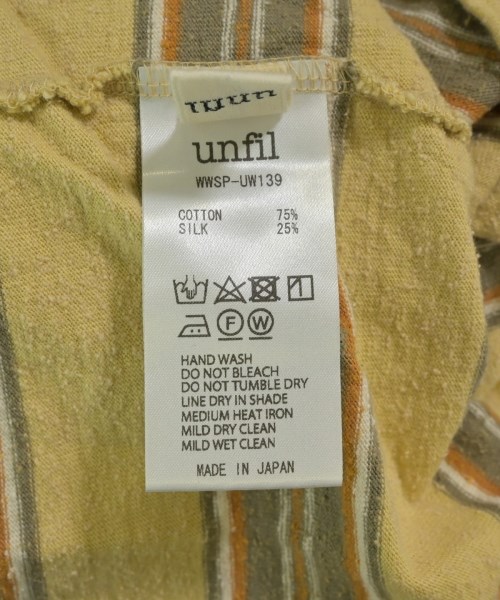 unfil
WWSP-UW139
COTTON 75%
SILK 25%
F W
HAND WASH
DO NOT BLEACH
DO NOT TUMBLE DRY
LINE DRY IN SHADE
MEDIUM HEAT IRON
MILD DRY CLEAN
MILD WET CLEAN
MADE IN JAPAN